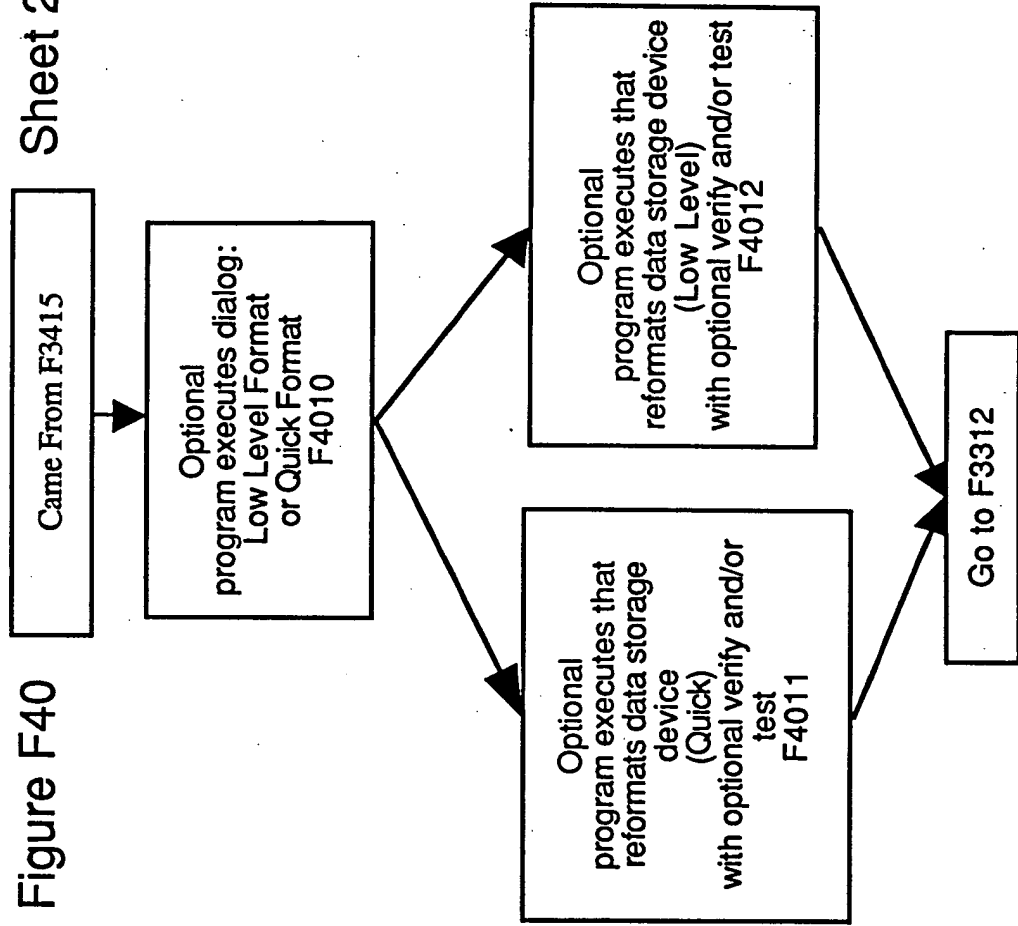 Figure F40
Sheet 2
Came From F3415
Optional
program executes dialog:
Low Level Format
or Quick Format
F4010
Optional
program executes that
reformats data storage
device
(Quick)
with optional verify and/or
test
F4011
Optional
program executes that
reformats data storage device
(Low Level)
with optional verify and/or test
F4012
Go to F3312